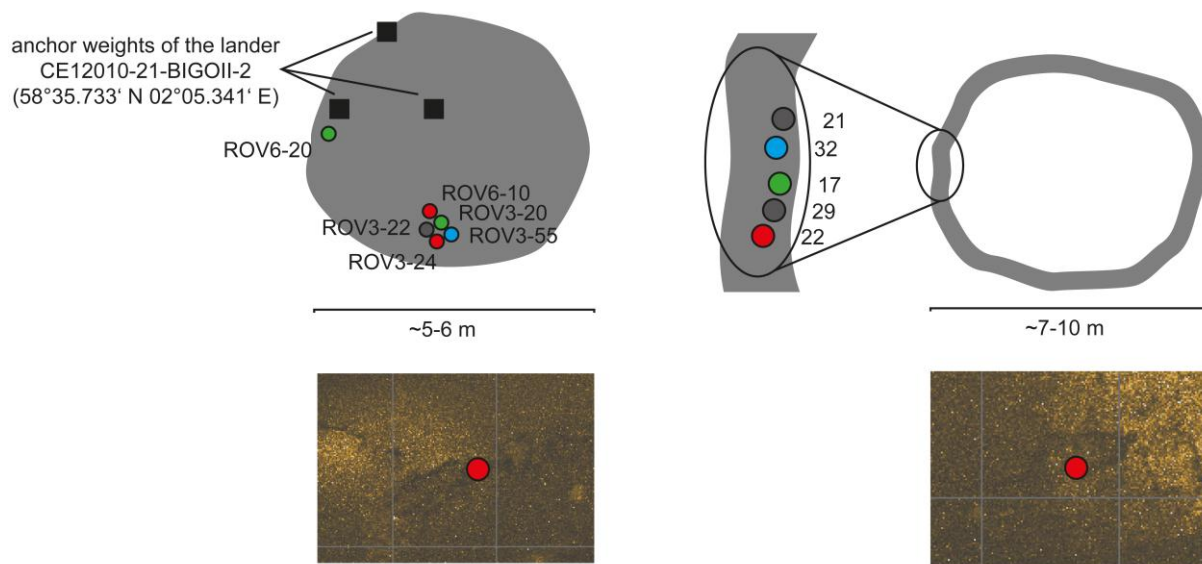 anchor weights of the lander
CE12010-21-BIGOII-2
(58°35.733‘ N 02°05.341‘ E)
ROV6-20
ROV6-10
ROV3-20
ROV3-22
ROV3-55
ROV3-24
~5-6 m
21
32
17
29
22
~7-10 m